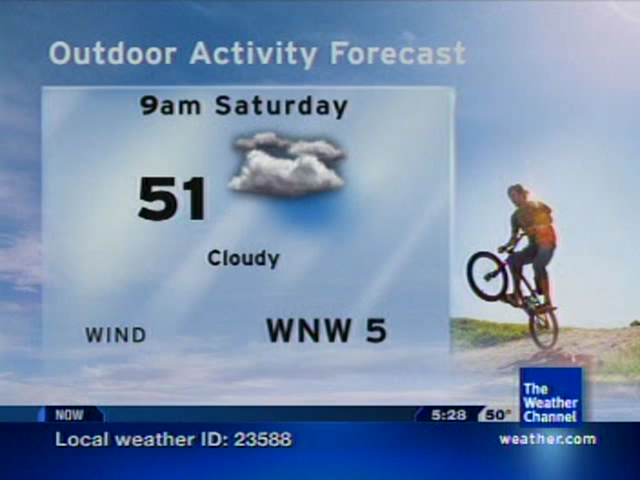 Outdoor Activity Forecast
9am Saturday
51
Cloudy
WIND WNW 5
NOW 5:28 50°
The
Weather
Channel
Local weather ID: 23588
weather.com